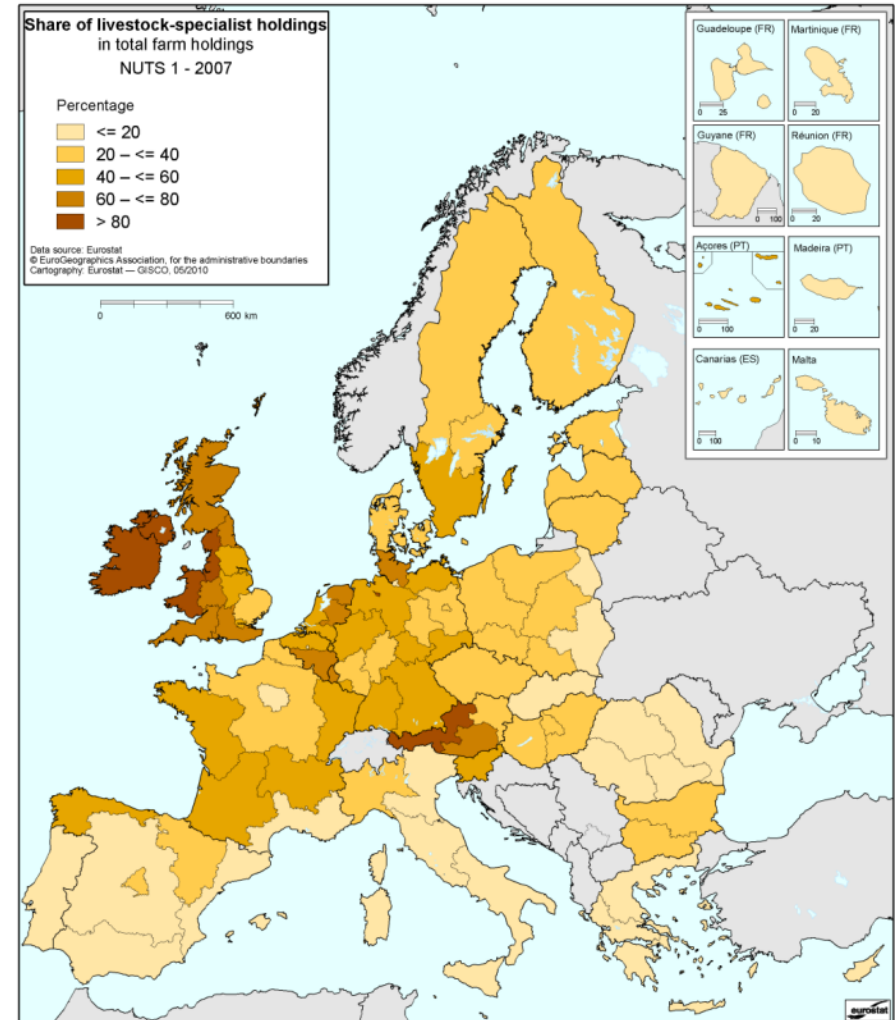 Share of livestock-specialist holdings
in total farm holdings
NUTS 1 - 2007
Percentage
<= 20
20 – <= 40
40 – <= 60
60 – <= 80
> 80
Data source: Eurostat
© EuroGeographics Association, for the administrative boundaries
Cartography: Eurostat — GISCO, 05/2010
0 600 km
Guadeloupe (FR)
0 25
Martinique (FR)
0 20
Guyane (FR)
0 100
Réunion (FR)
0 20
Açores (PT)
0 100
Madeira (PT)
0 20
Canarias (ES)
0 100
Malta
0 10
eurostat